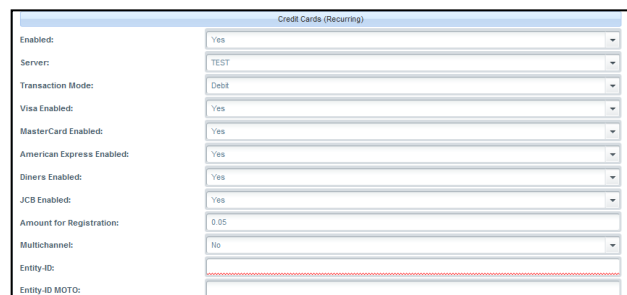 Credit Cards (Recurring)
Enabled: Yes
Server: TEST
Transaction Mode: Debit
Visa Enabled: Yes
MasterCard Enabled: Yes
American Express Enabled: Yes
Diners Enabled: Yes
JCB Enabled: Yes
Amount for Registration: 0.05
Multichannel: No
Entity-ID:
Entity-ID MOTO: